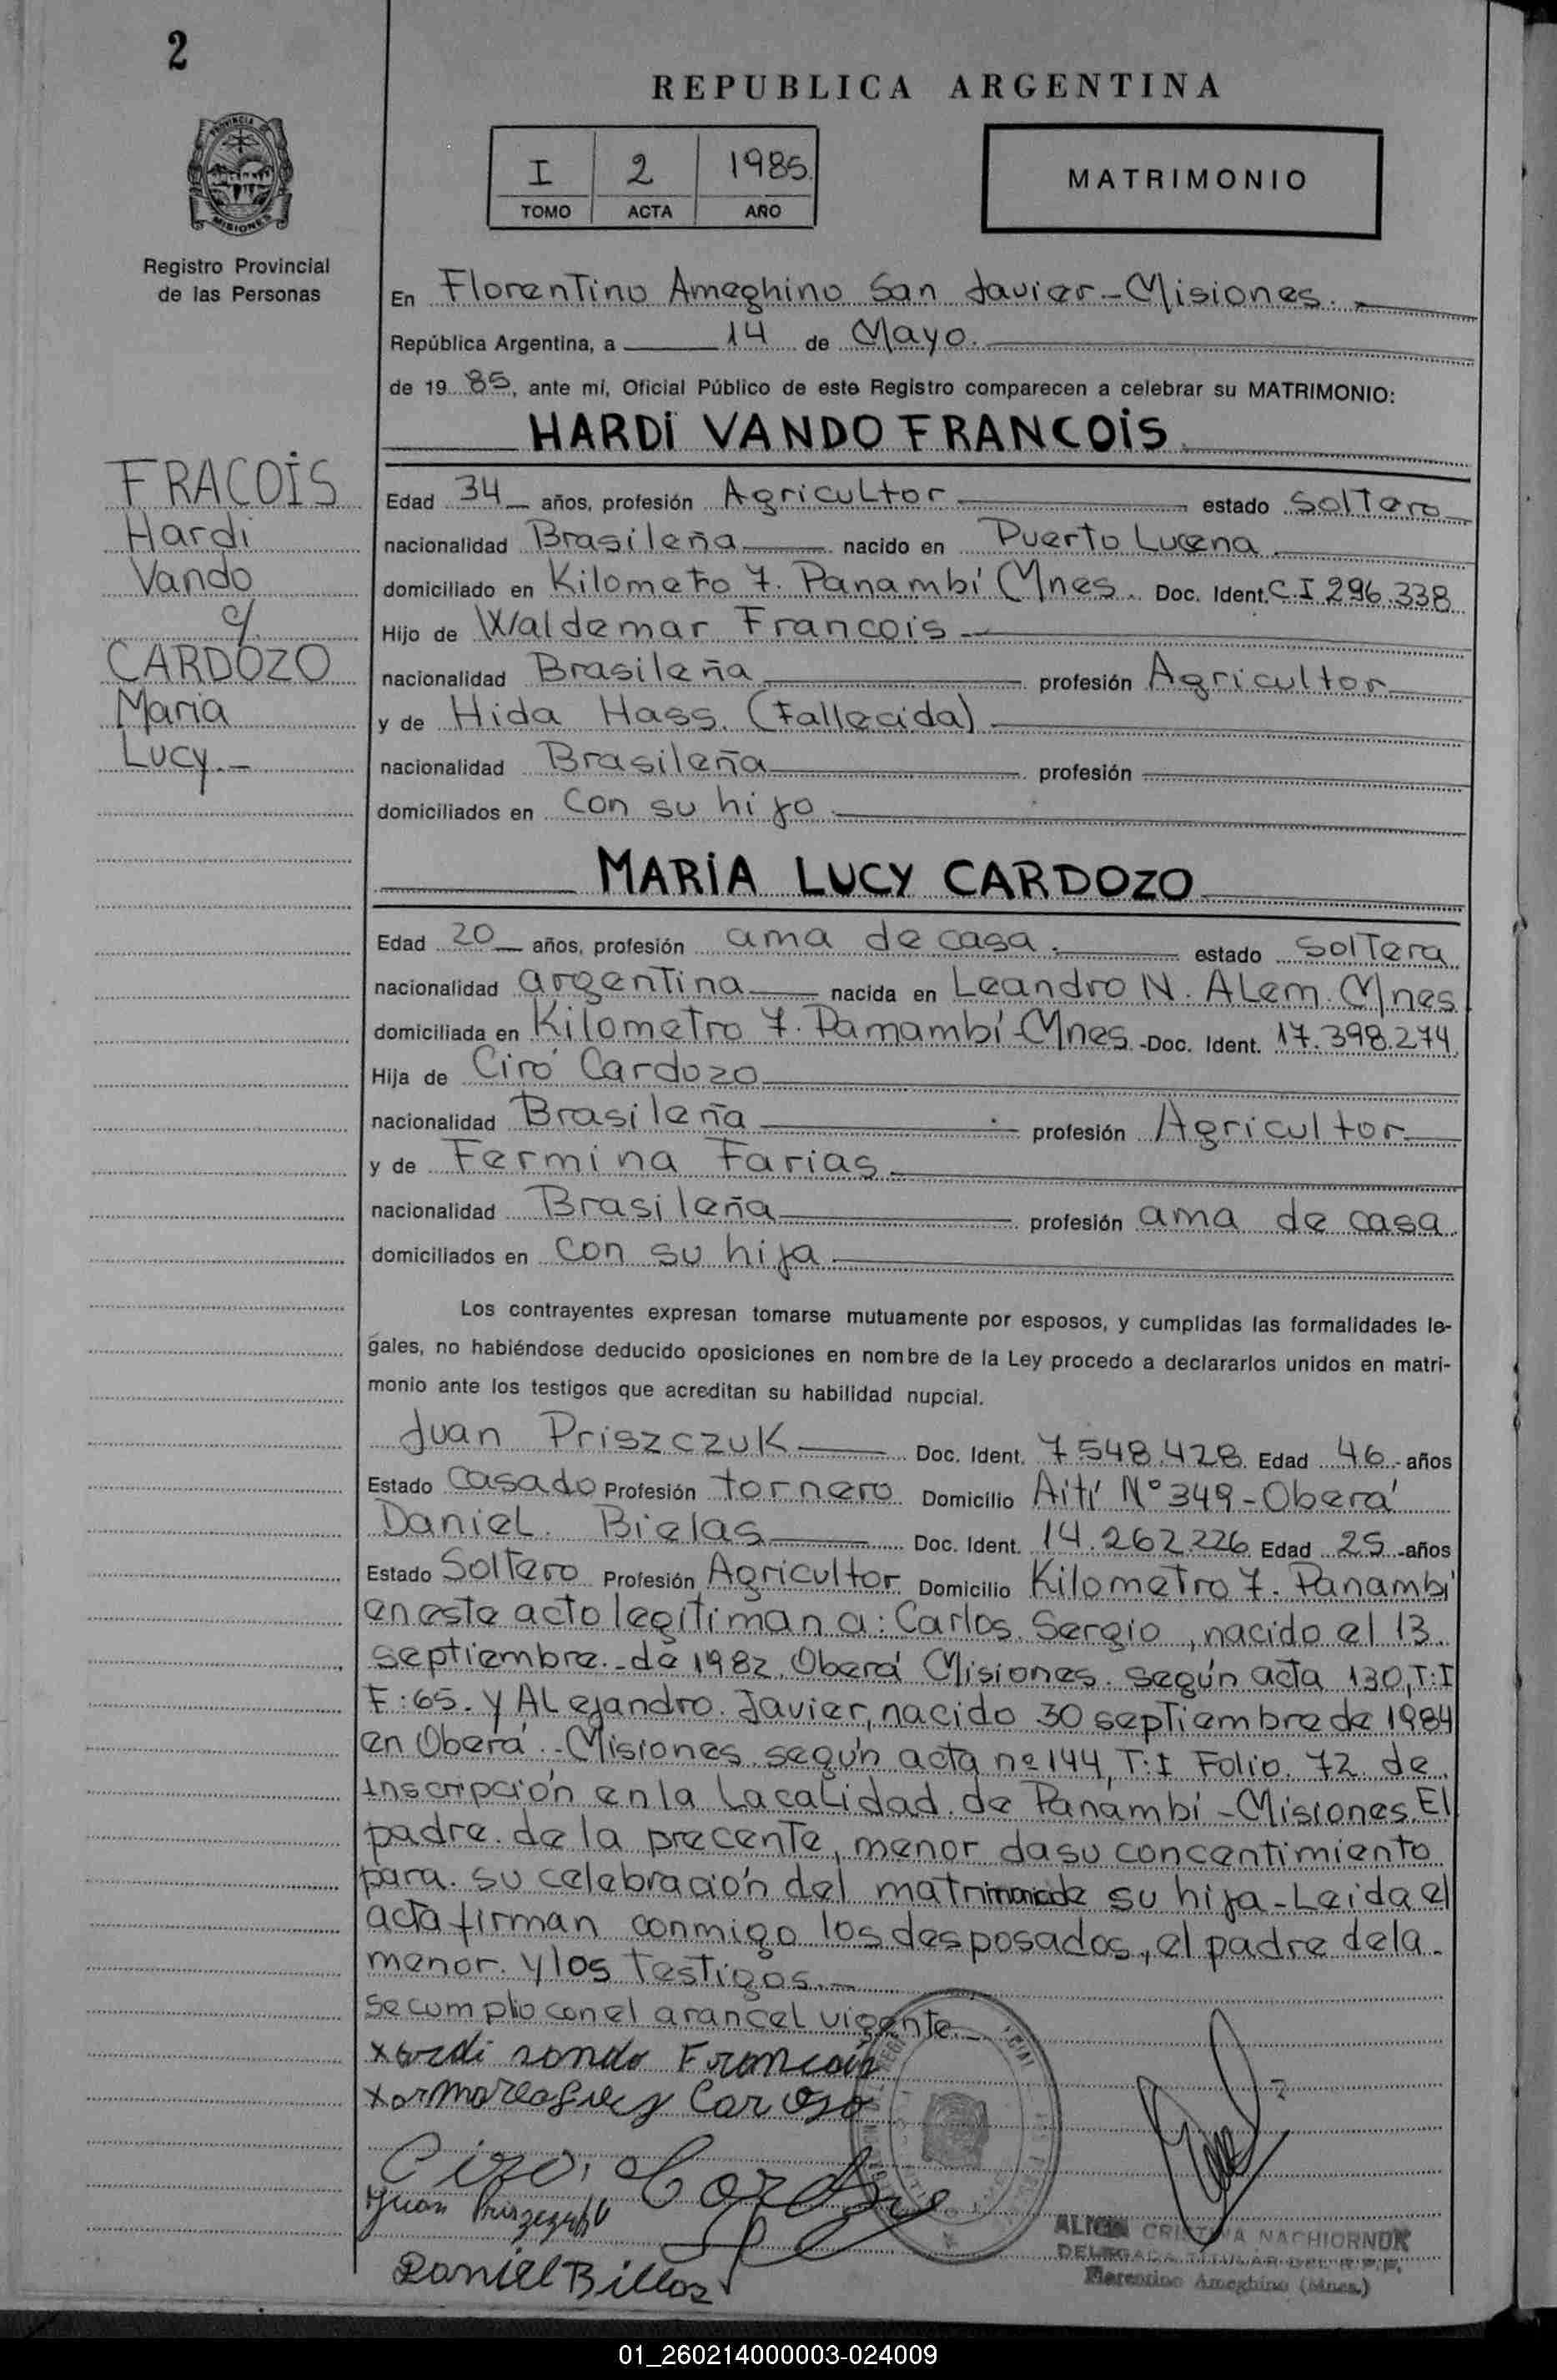 2
REPUBLICA ARGENTINA
PROVINCIA
MISIONES
I 2 1985.
TOMO ACTA AÑO
MATRIMONIO
Registro Provincial
de las Personas
En Florentino Ameghino San Javier - Misiones.
República Argentina, a 14 de Mayo.
de 19 85, ante mí, Oficial Público de este Registro comparecen a celebrar su MATRIMONIO:
HARDI VANDO FRANCOIS
FRACOIS
Hardi
Vando
c/.
CARDOZO
Maria
Lucy.-
Edad 34 años, profesión Agricultor estado Soltero
nacionalidad Brasileña nacido en Puerto Lucena
domiciliado en Kilometo 7. Panambí Mnes. Doc. Ident. C.I 296.338
Hijo de Waldemar Francois
nacionalidad Brasileña profesión Agricultor
y de Hida Hass. (Fallecida)
nacionalidad Brasileña profesión
domiciliados en con su hijo
MARIA LUCY CARDOZO
Edad 20 años, profesión ama de casa. estado Soltera
nacionalidad argentina nacida en Leandro N. ALem. Mnes
domiciliada en Kilometro 7. Pamambí - Mnes. - Doc. Ident. 17.398.274
Hija de Ciro Cardozo
nacionalidad Brasileña profesión Agricultor
y de Fermina Farias
nacionalidad Brasileña profesión ama de casa.
domiciliados en con su hija
Los contrayentes expresan tomarse mutuamente por esposos, y cumplidas las formalidades le-
gales, no habiéndose deducido oposiciones en nombre de la Ley procedo a declararlos unidos en matri-
monio ante los testigos que acreditan su habilidad nupcial.
Juan Priszczuk Doc. Ident. 7.548.428. Edad 46.- años
Estado Casado Profesión tornero Domicilio Aití Nº 349 - Oberá
Daniel. Bielas Doc. Ident. 14.262.226 Edad 25 - años
Estado Soltero Profesión Agricultor Domicilio Kilometro 7. Panambí
en este acto legitiman a: Carlos. Sergio, nacido el 13.
septiembre.- de 1982. Oberá Misiones. según acta 130, T:I
F: 65. y ALejandro. Javier, nacido 30 septiembre de 1984
en Oberá.- Misiones. según acta nº 144, T:I Folio. 72. de.
inscripción en la Lacalidad. de Panambí - Misiones. El
padre. de la precente, menor da su concentimiento
para. su celebración del matrimonio de su hija - Leida el
acta firman conmigo los desposados, el padre de la.
menor. y los testigos.
Se cumplio con el arancel vigente.
Francois
Ciro. Cardozo
Juan
Daniel Billos
ALICIA CRISTINA NACHIORNOK
DELEGADA TITULAR DEL R.P.P.
Florentino Ameghino (Mnes.)
01_260214000003-024009